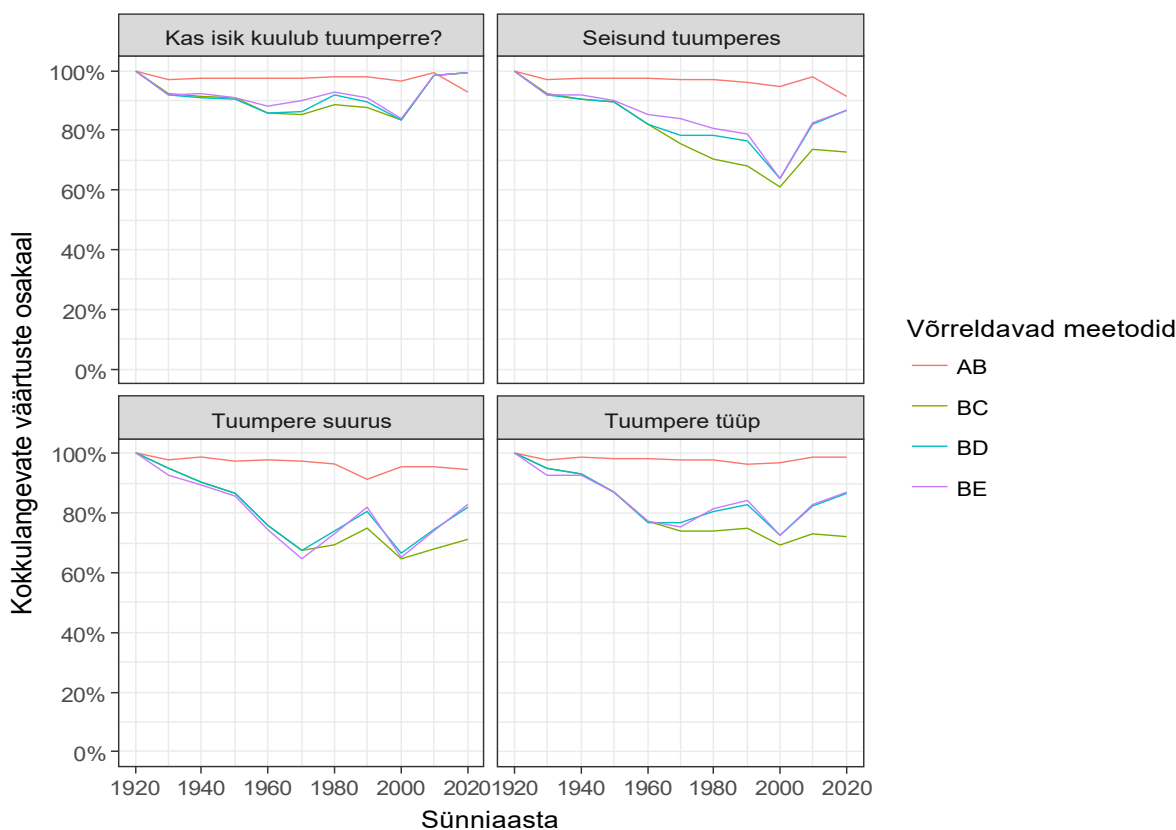 Kas isik kuulub tuumperre?
Seisund tuumperes
100%
80%
60%
40%
20%
0%
Tuumpere suurus
Tuumpere tüüp
100%
80%
60%
40%
20%
0%
1920 1940 1960 1980 2000 2020
1920 1940 1960 1980 2000 2020
Sünniaasta
Kokkulangevate väärtuste osakaal
Võrreldavad meetodid
AB
BC
BD
BE